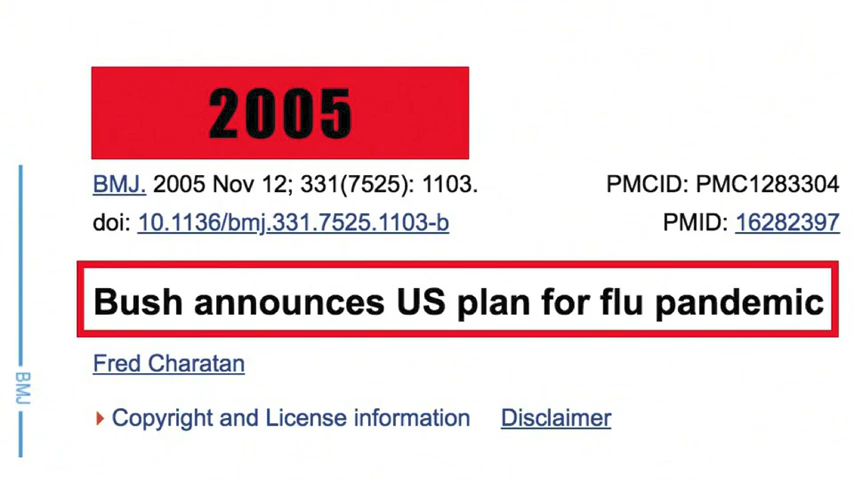 2005
BMJ. 2005 Nov 12; 331(7525): 1103.
PMCID: PMC1283304
doi: 10.1136/bmj.331.7525.1103-b
PMID: 16282397
Bush announces US plan for flu pandemic
Fred Charatan
Copyright and License information Disclaimer
BMJ